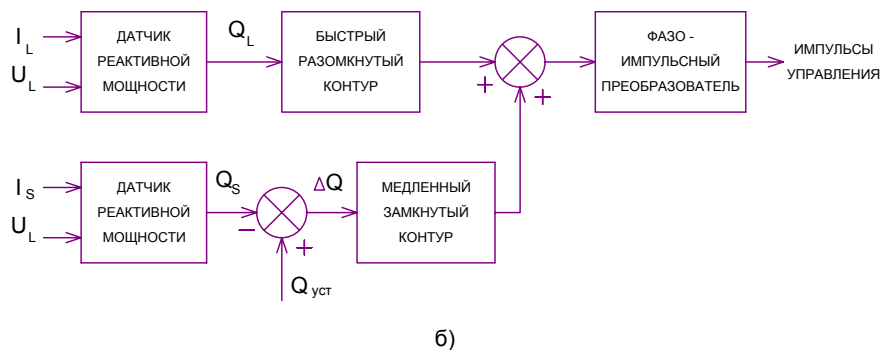 I L
U L
ДАТЧИК
РЕАКТИВНОЙ
МОЩНОСТИ
Q L
БЫСТРЫЙ
РАЗОМКНУТЫЙ
КОНТУР
+
+
ФАЗО -
ИМПУЛЬСНЫЙ
ПРЕОБРАЗОВАТЕЛЬ
ИМПУЛЬСЫ
УПРАВЛЕНИЯ
I S
U L
ДАТЧИК
РЕАКТИВНОЙ
МОЩНОСТИ
Q S
−
+
ΔQ
МЕДЛЕННЫЙ
ЗАМКНУТЫЙ
КОНТУР
Q уст
б)